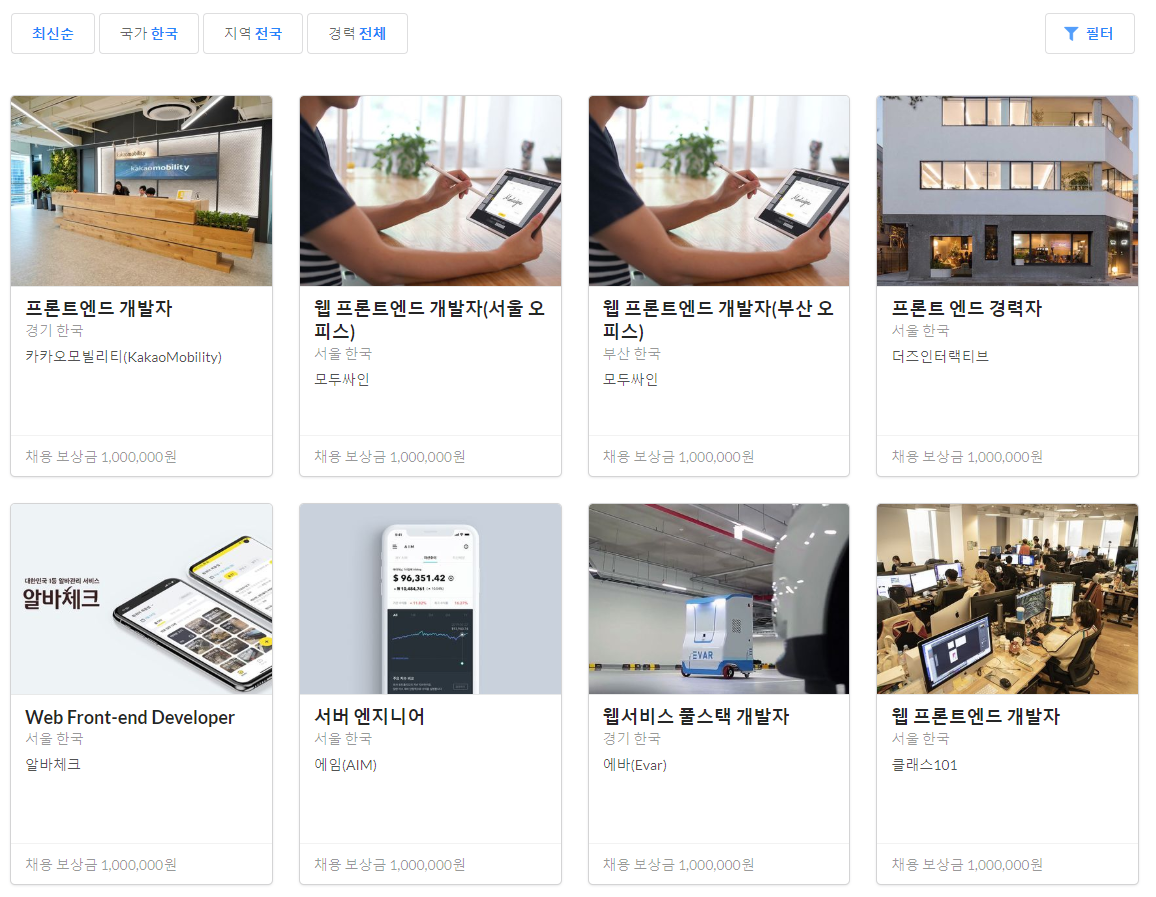 최신순
국가 한국
지역 전국
경력 전체
필터
kakaomobility
kakaomobility
프론트엔드 개발자
경기 한국
카카오모빌리티(KakaoMobility)
채용 보상금 1,000,000원
웹 프론트엔드 개발자(서울 오
피스)
서울 한국
모두싸인
채용 보상금 1,000,000원
웹 프론트엔드 개발자(부산 오
피스)
부산 한국
모두싸인
채용 보상금 1,000,000원
프론트 엔드 경력자
서울 한국
더즈인터랙티브
채용 보상금 1,000,000원
대한민국 1등 알바관리 서비스
알바체크
Web Front-end Developer
서울 한국
알바체크
채용 보상금 1,000,000원
$ 96,351.42
서버 엔지니어
서울 한국
에임(AIM)
채용 보상금 1,000,000원
EVAR
웹서비스 풀스택 개발자
경기 한국
에바(Evar)
채용 보상금 1,000,000원
웹 프론트엔드 개발자
서울 한국
클래스101
채용 보상금 1,000,000원